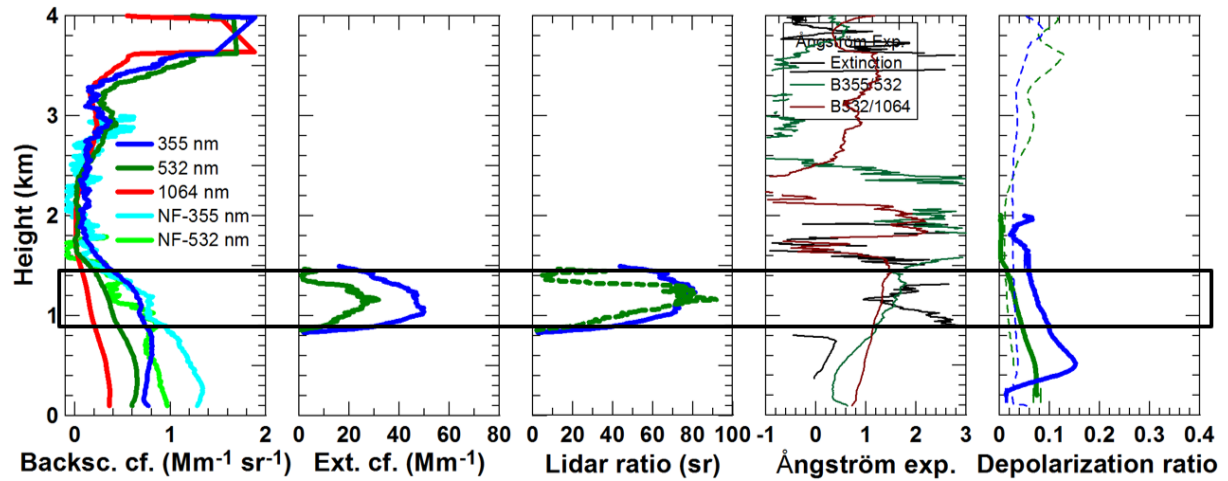 4
3
2
1
0
Height (km)
355 nm
532 nm
1064 nm
NF-355 nm
NF-532 nm
0 1 2
Backsc. cf. (Mm-1 sr-1)
0 20 40 60 80
Ext. cf. (Mm-1)
0 20 40 60 80 100
Lidar ratio (sr)
Ångström Exp.
Extinction
B355/532
B532/1064
-1 0 1 2 3
Ångström exp.
0 0.1 0.2 0.3 0.4
Depolarization ratio